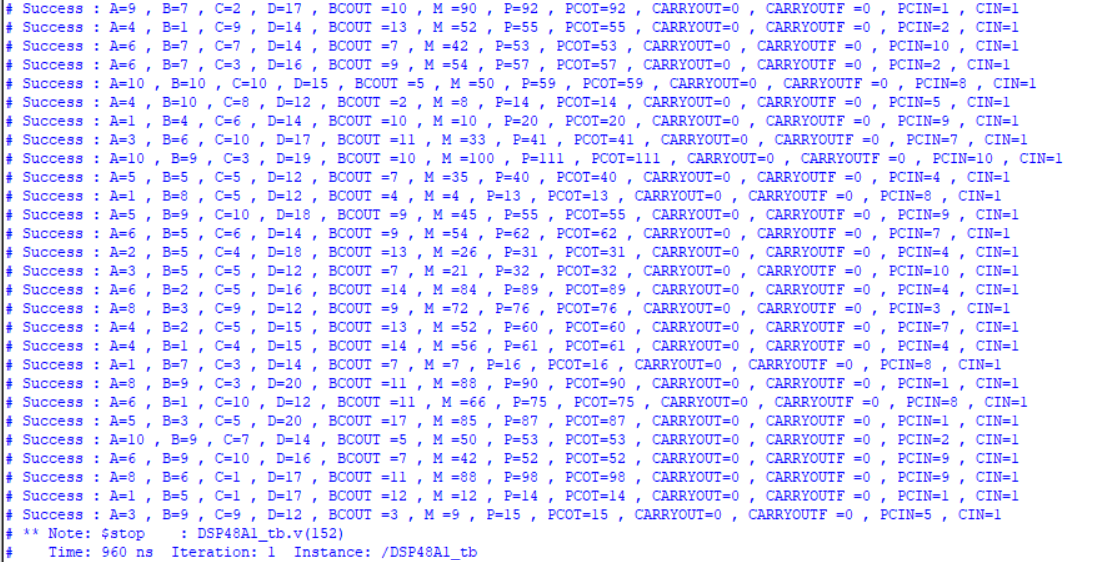 # Success : A=9 , B=7 , C=2 , D=17 , BCOUT =10 , M =90 , P=92 , PCOT=92 , CARRYOUT=0 , CARRYOUTF =0 , PCIN=1 , CIN=1
# Success : A=4 , B=1 , C=9 , D=14 , BCOUT =13 , M =52 , P=55 , PCOT=55 , CARRYOUT=0 , CARRYOUTF =0 , PCIN=2 , CIN=1
# Success : A=6 , B=7 , C=7 , D=14 , BCOUT =7 , M =42 , P=53 , PCOT=53 , CARRYOUT=0 , CARRYOUTF =0 , PCIN=10 , CIN=1
# Success : A=6 , B=7 , C=3 , D=16 , BCOUT =9 , M =54 , P=57 , PCOT=57 , CARRYOUT=0 , CARRYOUTF =0 , PCIN=2 , CIN=1
# Success : A=10 , B=10 , C=10 , D=15 , BCOUT =5 , M =50 , P=59 , PCOT=59 , CARRYOUT=0 , CARRYOUTF =0 , PCIN=8 , CIN=1
# Success : A=4 , B=10 , C=8 , D=12 , BCOUT =2 , M =8 , P=14 , PCOT=14 , CARRYOUT=0 , CARRYOUTF =0 , PCIN=5 , CIN=1
# Success : A=1 , B=4 , C=6 , D=14 , BCOUT =10 , M =10 , P=20 , PCOT=20 , CARRYOUT=0 , CARRYOUTF =0 , PCIN=9 , CIN=1
# Success : A=3 , B=6 , C=10 , D=17 , BCOUT =11 , M =33 , P=41 , PCOT=41 , CARRYOUT=0 , CARRYOUTF =0 , PCIN=7 , CIN=1
# Success : A=10 , B=9 , C=3 , D=19 , BCOUT =10 , M =100 , P=111 , PCOT=111 , CARRYOUT=0 , CARRYOUTF =0 , PCIN=10 , CIN=1
# Success : A=5 , B=5 , C=5 , D=12 , BCOUT =7 , M =35 , P=40 , PCOT=40 , CARRYOUT=0 , CARRYOUTF =0 , PCIN=4 , CIN=1
# Success : A=1 , B=8 , C=5 , D=12 , BCOUT =4 , M =4 , P=13 , PCOT=13 , CARRYOUT=0 , CARRYOUTF =0 , PCIN=8 , CIN=1
# Success : A=5 , B=9 , C=10 , D=18 , BCOUT =9 , M =45 , P=55 , PCOT=55 , CARRYOUT=0 , CARRYOUTF =0 , PCIN=9 , CIN=1
# Success : A=6 , B=5 , C=6 , D=14 , BCOUT =9 , M =54 , P=62 , PCOT=62 , CARRYOUT=0 , CARRYOUTF =0 , PCIN=7 , CIN=1
# Success : A=2 , B=5 , C=4 , D=18 , BCOUT =13 , M =26 , P=31 , PCOT=31 , CARRYOUT=0 , CARRYOUTF =0 , PCIN=4 , CIN=1
# Success : A=3 , B=5 , C=5 , D=12 , BCOUT =7 , M =21 , P=32 , PCOT=32 , CARRYOUT=0 , CARRYOUTF =0 , PCIN=10 , CIN=1
# Success : A=6 , B=2 , C=5 , D=16 , BCOUT =14 , M =84 , P=89 , PCOT=89 , CARRYOUT=0 , CARRYOUTF =0 , PCIN=4 , CIN=1
# Success : A=8 , B=3 , C=9 , D=12 , BCOUT =9 , M =72 , P=76 , PCOT=76 , CARRYOUT=0 , CARRYOUTF =0 , PCIN=3 , CIN=1
# Success : A=4 , B=2 , C=5 , D=15 , BCOUT =13 , M =52 , P=60 , PCOT=60 , CARRYOUT=0 , CARRYOUTF =0 , PCIN=7 , CIN=1
# Success : A=4 , B=1 , C=4 , D=15 , BCOUT =14 , M =56 , P=61 , PCOT=61 , CARRYOUT=0 , CARRYOUTF =0 , PCIN=4 , CIN=1
# Success : A=1 , B=7 , C=3 , D=14 , BCOUT =7 , M =7 , P=16 , PCOT=16 , CARRYOUT=0 , CARRYOUTF =0 , PCIN=8 , CIN=1
# Success : A=8 , B=9 , C=3 , D=20 , BCOUT =11 , M =88 , P=90 , PCOT=90 , CARRYOUT=0 , CARRYOUTF =0 , PCIN=1 , CIN=1
# Success : A=6 , B=1 , C=10 , D=12 , BCOUT =11 , M =66 , P=75 , PCOT=75 , CARRYOUT=0 , CARRYOUTF =0 , PCIN=8 , CIN=1
# Success : A=5 , B=3 , C=5 , D=20 , BCOUT =17 , M =85 , P=87 , PCOT=87 , CARRYOUT=0 , CARRYOUTF =0 , PCIN=1 , CIN=1
# Success : A=10 , B=9 , C=7 , D=14 , BCOUT =5 , M =50 , P=53 , PCOT=53 , CARRYOUT=0 , CARRYOUTF =0 , PCIN=2 , CIN=1
# Success : A=6 , B=9 , C=10 , D=16 , BCOUT =7 , M =42 , P=52 , PCOT=52 , CARRYOUT=0 , CARRYOUTF =0 , PCIN=9 , CIN=1
# Success : A=8 , B=6 , C=1 , D=17 , BCOUT =11 , M =88 , P=98 , PCOT=98 , CARRYOUT=0 , CARRYOUTF =0 , PCIN=9 , CIN=1
# Success : A=1 , B=5 , C=1 , D=17 , BCOUT =12 , M =12 , P=14 , PCOT=14 , CARRYOUT=0 , CARRYOUTF =0 , PCIN=1 , CIN=1
# Success : A=3 , B=9 , C=9 , D=12 , BCOUT =3 , M =9 , P=15 , PCOT=15 , CARRYOUT=0 , CARRYOUTF =0 , PCIN=5 , CIN=1
# ** Note: $stop    : DSP48A1_tb.v(152)
#    Time: 960 ns  Iteration: 1  Instance: /DSP48A1_tb